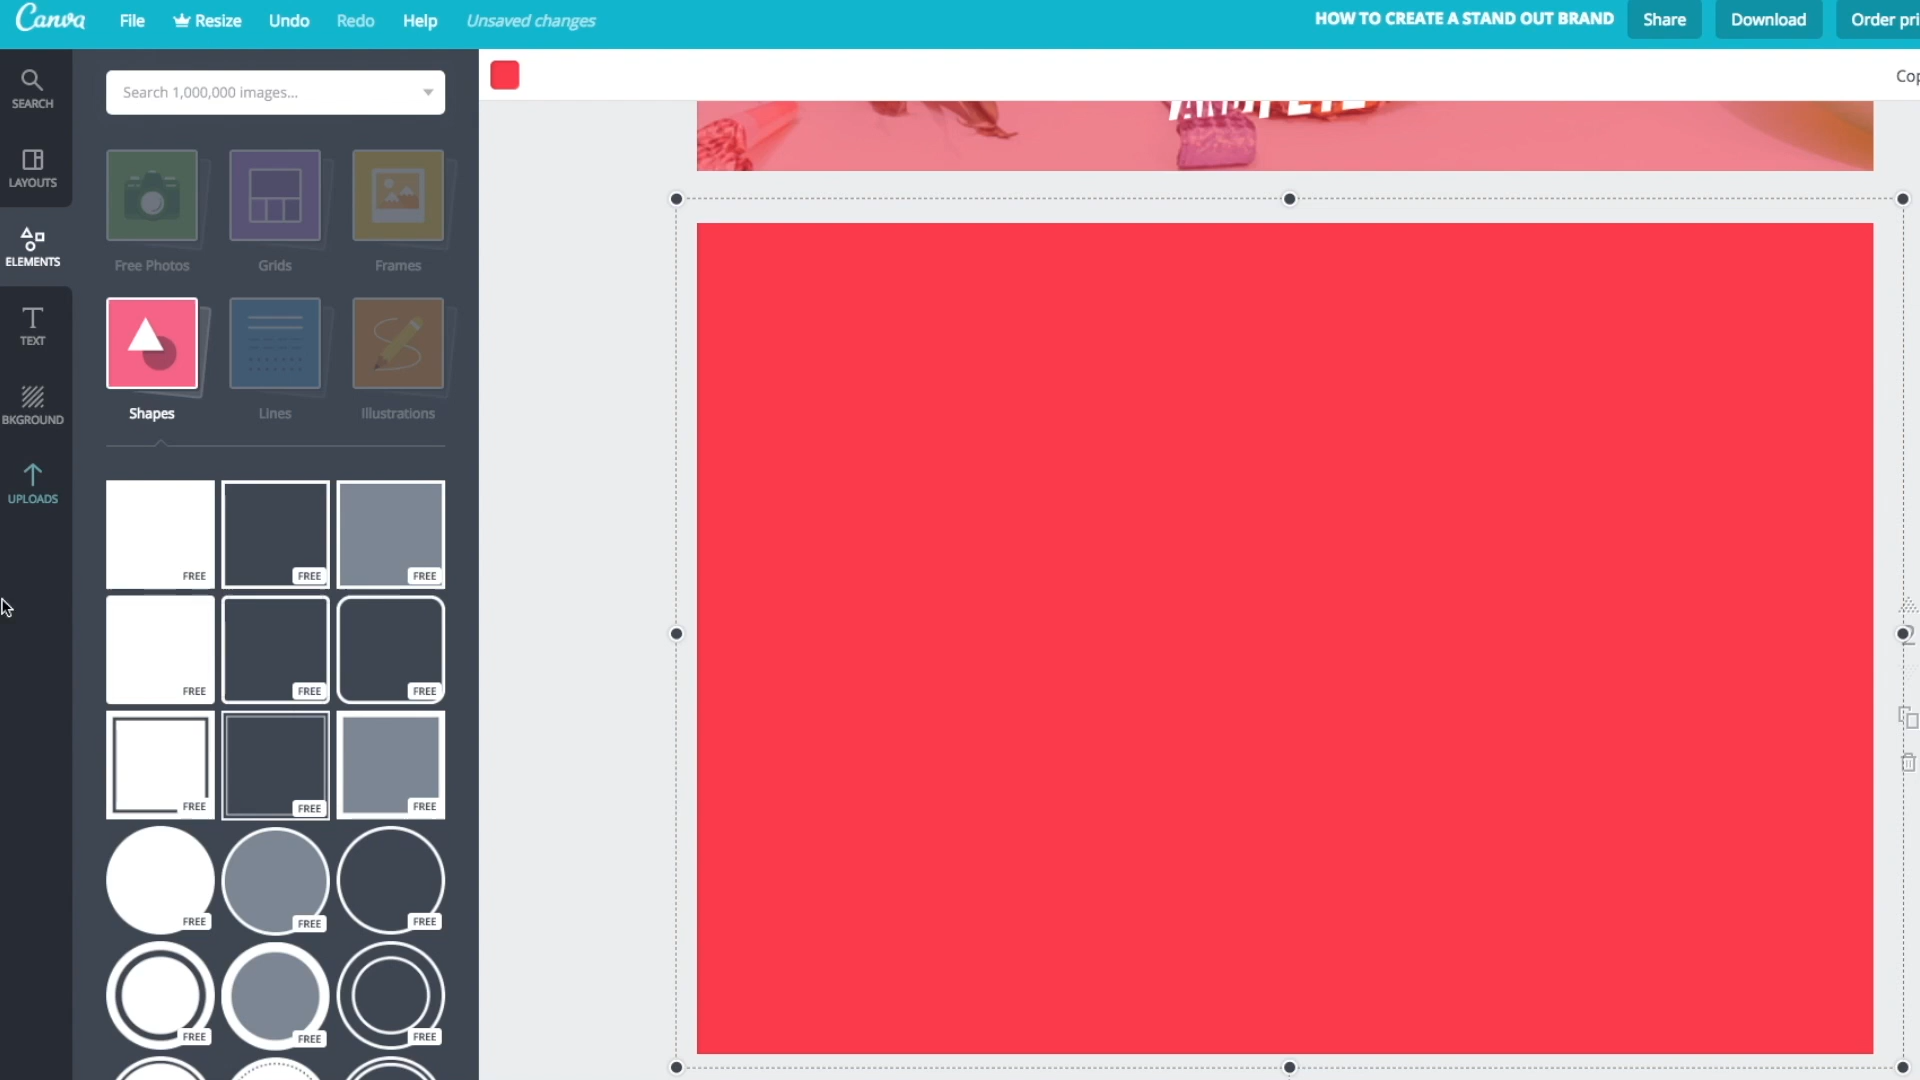 Canva File Resize Undo Redo Help Unsaved changes HOW TO CREATE A STAND OUT BRAND Share Download Order pri
SEARCH
Search 1,000,000 images...
Cop
LAYOUTS
Free Photos Grids Frames
ELEMENTS
TEXT
Shapes Lines Illustrations
BKGROUND
UPLOADS
FREE FREE FREE
2
FREE FREE FREE
FREE FREE FREE
FREE FREE FREE
FREE FREE FREE